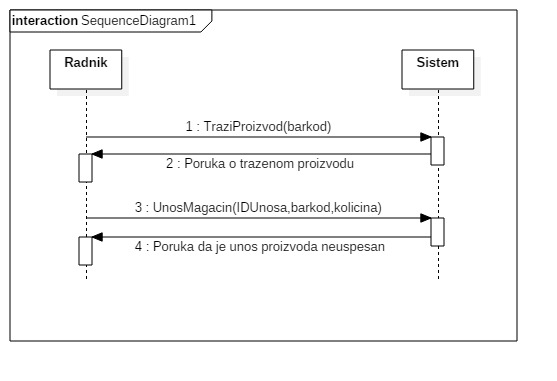 interaction SequenceDiagram1
Radnik
Sistem
1 : TraziProizvod(barkod)
2 : Poruka o trazenom proizvodu
3 : UnosMagacin(IDUnosa,barkod,kolicina)
4 : Poruka da je unos proizvoda neuspesan